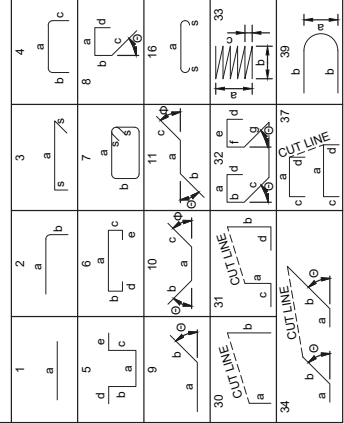 1
a
2
a
b
3
a
s
s
4
a
b
c
5
d
e
b
c
a
6
b
a
c
d
e
7
a
s
s
b
8
a
d
b
c
Θ
9
b
a
Θ
10
b
a
c
Θ
Φ
11
c
Φ
a
b
Θ
16
a
s
s
30
CUT LINE
b
a
31
CUT LINE
a
b
c
d
32
a
b
d
c
Θ
e
f
g
Θ
33
c
a
b
34
CUT LINE
b
Θ
a
b
Θ
a
37
a
c
d
CUT LINE
a
c
d
39
a
b
b